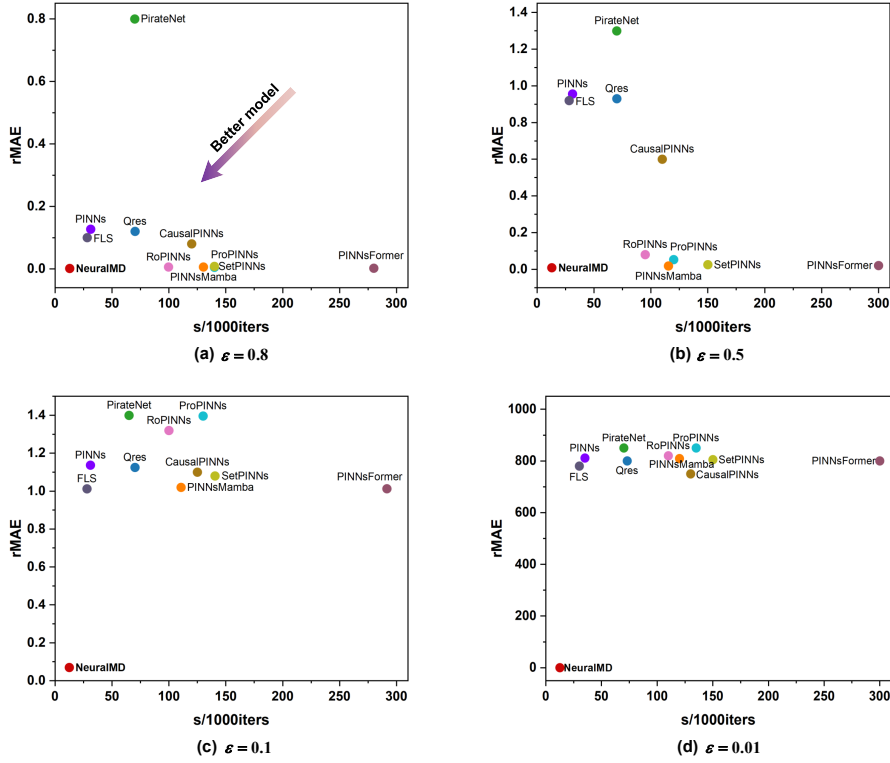 0.8
0.6
0.4
0.2
0.0
rMAE
PirateNet
Better model
PINNs
FLS
Qres
CausalPINNs
RoPINNs
ProPINNs
SetPINNs
PINNsMamba
PINNsFormer
NeuralMD
0 50 100 150 200 250 300
s/1000iters
(a) ε = 0.8
1.4
1.2
1.0
0.8
0.6
0.4
0.2
0.0
rMAE
PirateNet
PINNs
FLS
Qres
CausalPINNs
RoPINNs
ProPINNs
SetPINNs
PINNsMamba
PINNsFormer
NeuralMD
0 50 100 150 200 250 300
s/1000iters
(b) ε = 0.5
1.4
1.2
1.0
0.8
0.6
0.4
0.2
0.0
rMAE
PirateNet
ProPINNs
RoPINNs
PINNs
Qres
CausalPINNs
FLS
SetPINNs
PINNsMamba
PINNsFormer
NeuralMD
0 50 100 150 200 250 300
s/1000iters
(c) ε = 0.1
1000
800
600
400
200
0
rMAE
PirateNet
ProPINNs
RoPINNs
PINNs
PINNsMamba
SetPINNs
PINNsFormer
FLS
Qres
CausalPINNs
NeuralMD
0 50 100 150 200 250 300
s/1000iters
(d) ε = 0.01